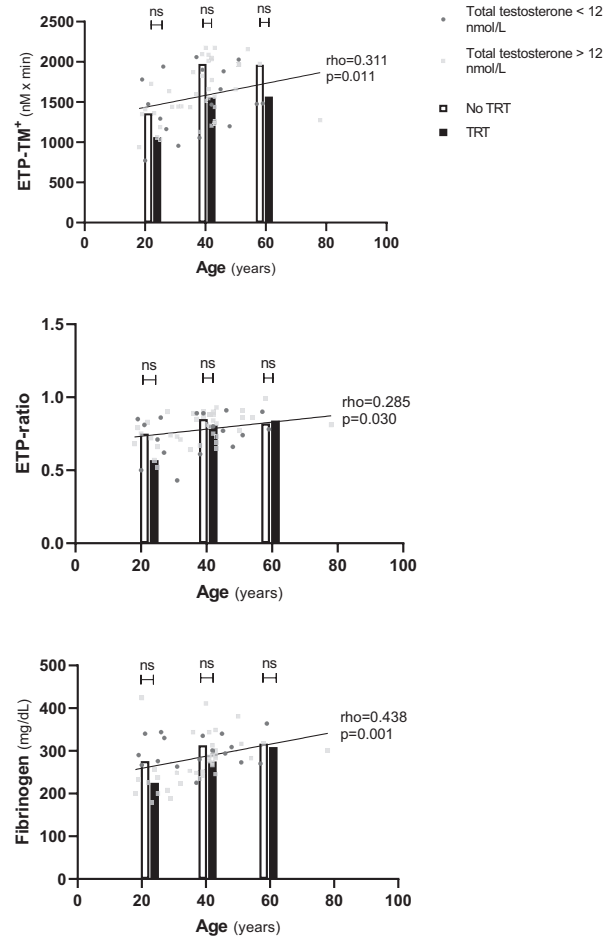 ns ns ns
Total testosterone < 12
nmol/L
Total testosterone > 12
nmol/L
No TRT
TRT
rho=0.311
p=0.011
ETP-TM+ (nM x min)
2500
2000
1500
1000
500
0
0 20 40 60 80 100
Age (years)
ns ns ns
rho=0.285
p=0.030
ETP-ratio
1.5
1.0
0.5
0.0
0 20 40 60 80 100
Age (years)
ns ns ns
rho=0.438
p=0.001
Fibrinogen (mg/dL)
500
400
300
200
100
0
0 20 40 60 80 100
Age (years)